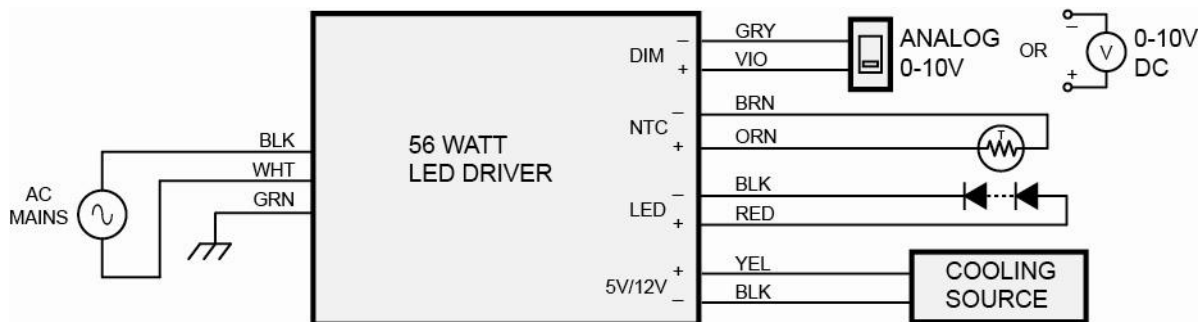 AC
MAINS
BLK
WHT
GRN
56 WATT
LED DRIVER
DIM
–
+
GRY
VIO
ANALOG
0-10V
OR
–
V
+
0-10V
DC
NTC
–
+
BRN
ORN
T
LED
–
+
BLK
RED
5V/12V
+
–
YEL
BLK
COOLING
SOURCE